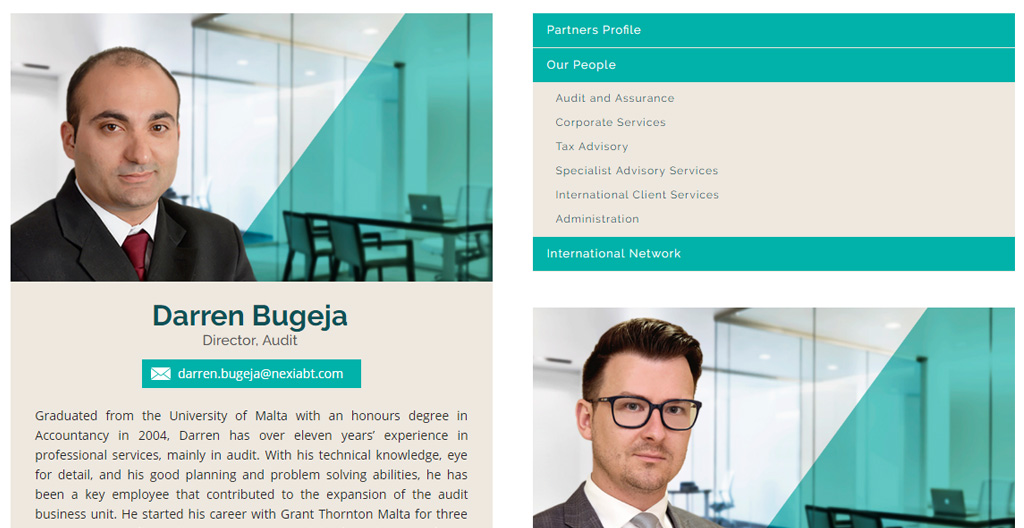 Partners Profile
Our People
Audit and Assurance
Corporate Services
Tax Advisory
Specialist Advisory Services
International Client Services
Administration
International Network
Darren Bugeja
Director, Audit
darren.bugeja@nexiabt.com
Graduated from the University of Malta with an honours degree in
Accountancy in 2004, Darren has over eleven years’ experience in
professional services, mainly in audit. With his technical knowledge, eye
for detail, and his good planning and problem solving abilities, he has
been a key employee that contributed to the expansion of the audit
business unit. He started his career with Grant Thornton Malta for three